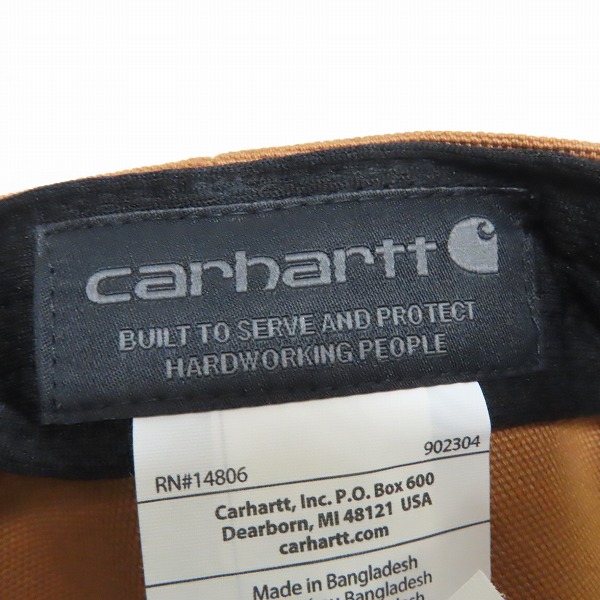 carhartt
BUILT TO SERVE AND PROTECT
HARDWORKING PEOPLE
RN#14806 902304
Carhartt, Inc. P.O. Box 600
Dearborn, MI 48121 USA
carhartt.com
Made in Bangladesh
Bangladesh